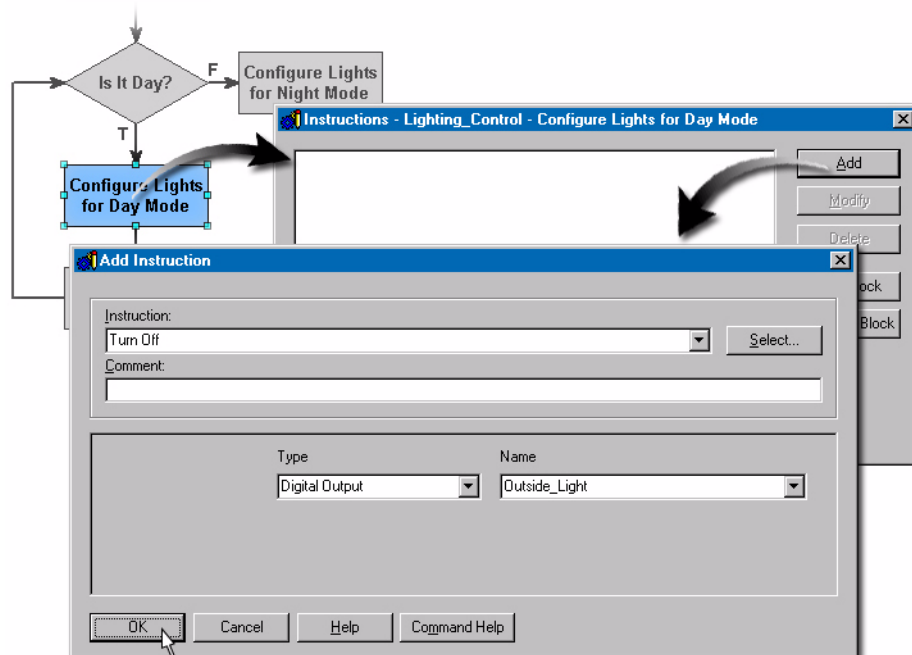 Is It Day?
F
Configure Lights
for Night Mode
T
Configure Lights
for Day Mode
Instructions - Lighting_Control - Configure Lights for Day Mode
Add
Modify
Delete
ock
Block
Add Instruction
Instruction:
Turn Off
Select...
Comment:
Type
Name
Digital Output
Outside_Light
OK
Cancel
Help
Command Help